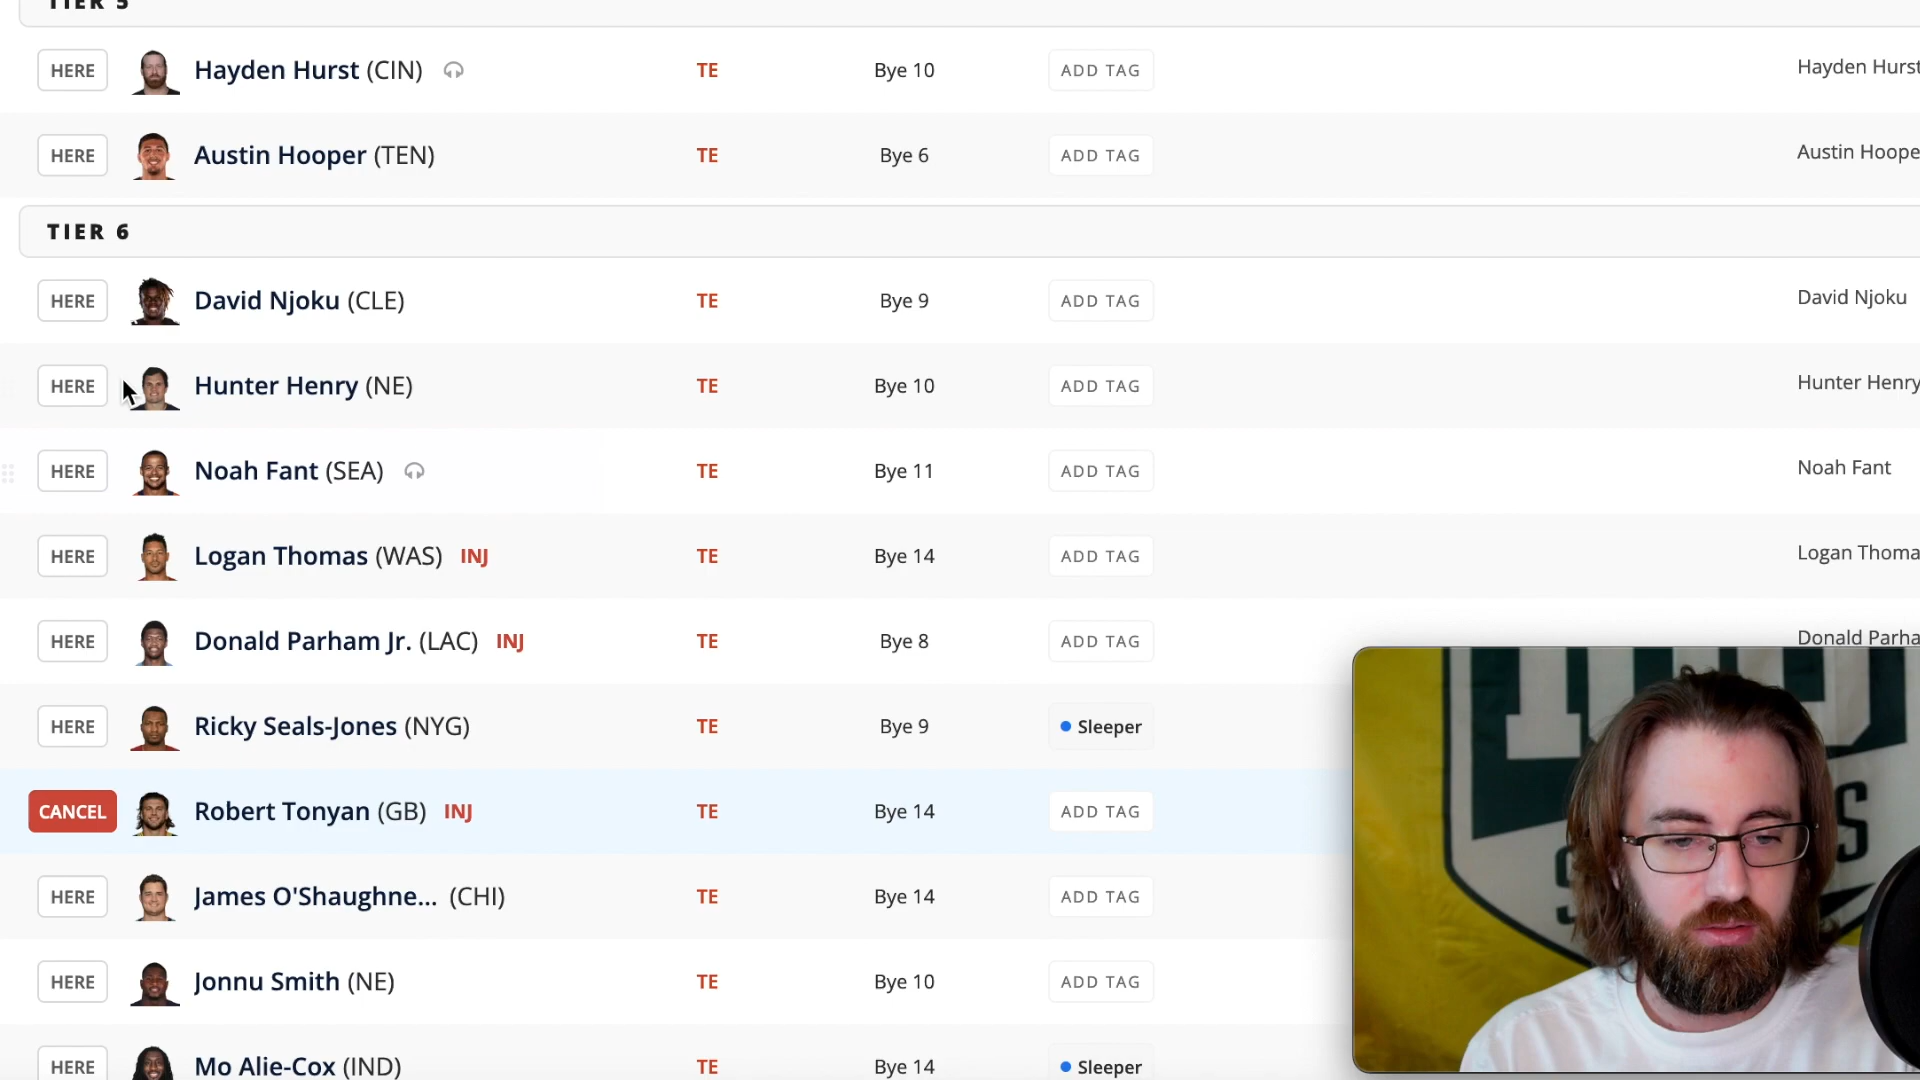 TIER 5
HERE Hayden Hurst (CIN) TE Bye 10 ADD TAG Hayden Hurst
HERE Austin Hooper (TEN) TE Bye 6 ADD TAG Austin Hoope
TIER 6
HERE David Njoku (CLE) TE Bye 9 ADD TAG David Njoku
HERE Hunter Henry (NE) TE Bye 10 ADD TAG Hunter Henry
HERE Noah Fant (SEA) TE Bye 11 ADD TAG Noah Fant
HERE Logan Thomas (WAS) INJ TE Bye 14 ADD TAG Logan Thoma
HERE Donald Parham Jr. (LAC) INJ TE Bye 8 ADD TAG Donald Parha
HERE Ricky Seals-Jones (NYG) TE Bye 9 Sleeper
CANCEL Robert Tonyan (GB) INJ TE Bye 14 ADD TAG
HERE James O'Shaughne... (CHI) TE Bye 14 ADD TAG
HERE Jonnu Smith (NE) TE Bye 10 ADD TAG
HERE Mo Alie-Cox (IND) TE Bye 14 Sleeper